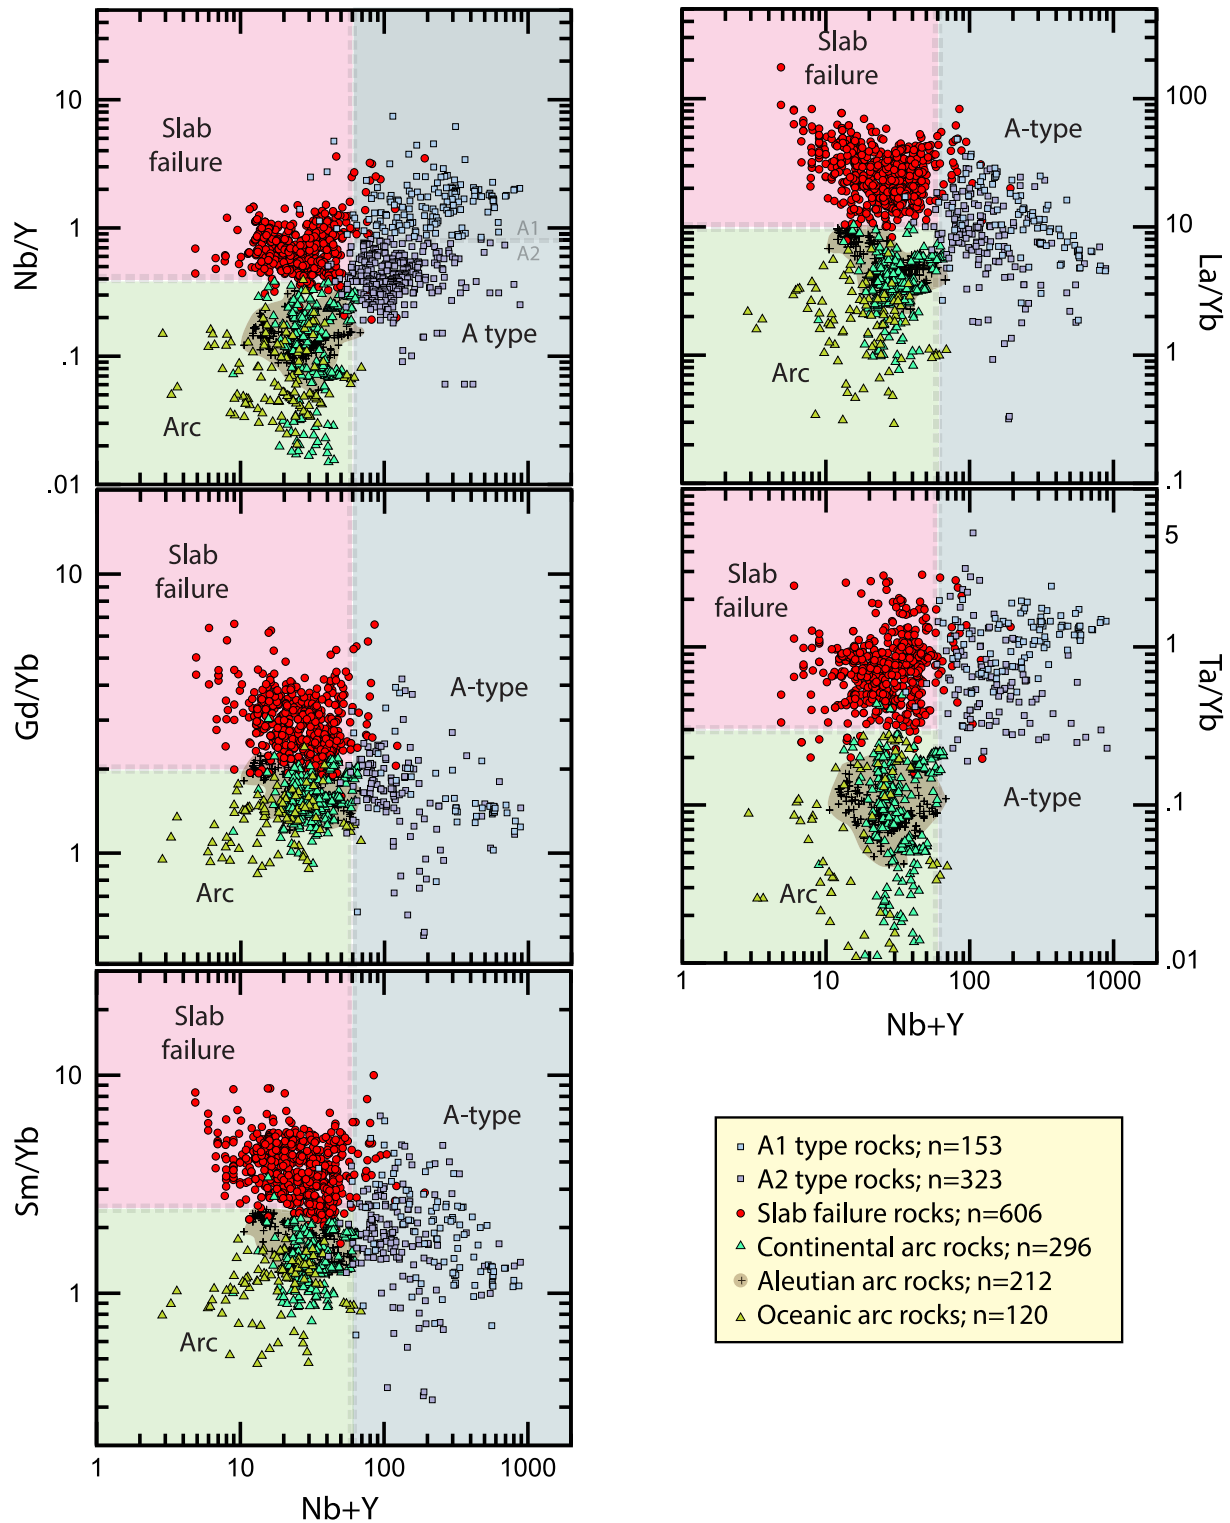 Nb/Y
10
1
.1
.01
Slab
failure
A1
A2
A type
Arc
La/Yb
100
10
1
.1
Slab
failure
A-type
Arc
Gd/Yb
10
1
Slab
failure
A-type
Arc
Ta/Yb
5
1
.1
.01
Slab
failure
A-type
Arc
1
10
100
1000
Nb+Y
Sm/Yb
10
1
Slab
failure
A-type
Arc
1
10
100
1000
Nb+Y
A1 type rocks; n=153
A2 type rocks; n=323
Slab failure rocks; n=606
Continental arc rocks; n=296
Aleutian arc rocks; n=212
Oceanic arc rocks; n=120